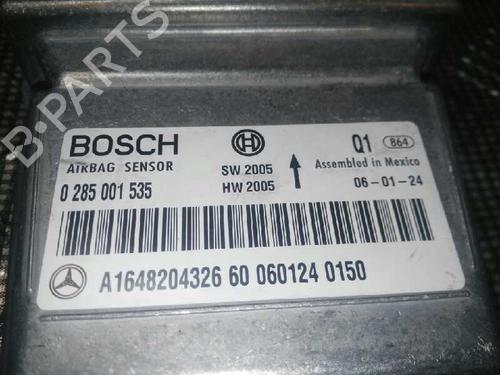 B-PARTS
BOSCH
AIRBAG SENSOR
0 285 001 535
SW 2005
HW 2005
Q1 864
Assembled in Mexico
06-01-24
A1648204326 60 060124 0150